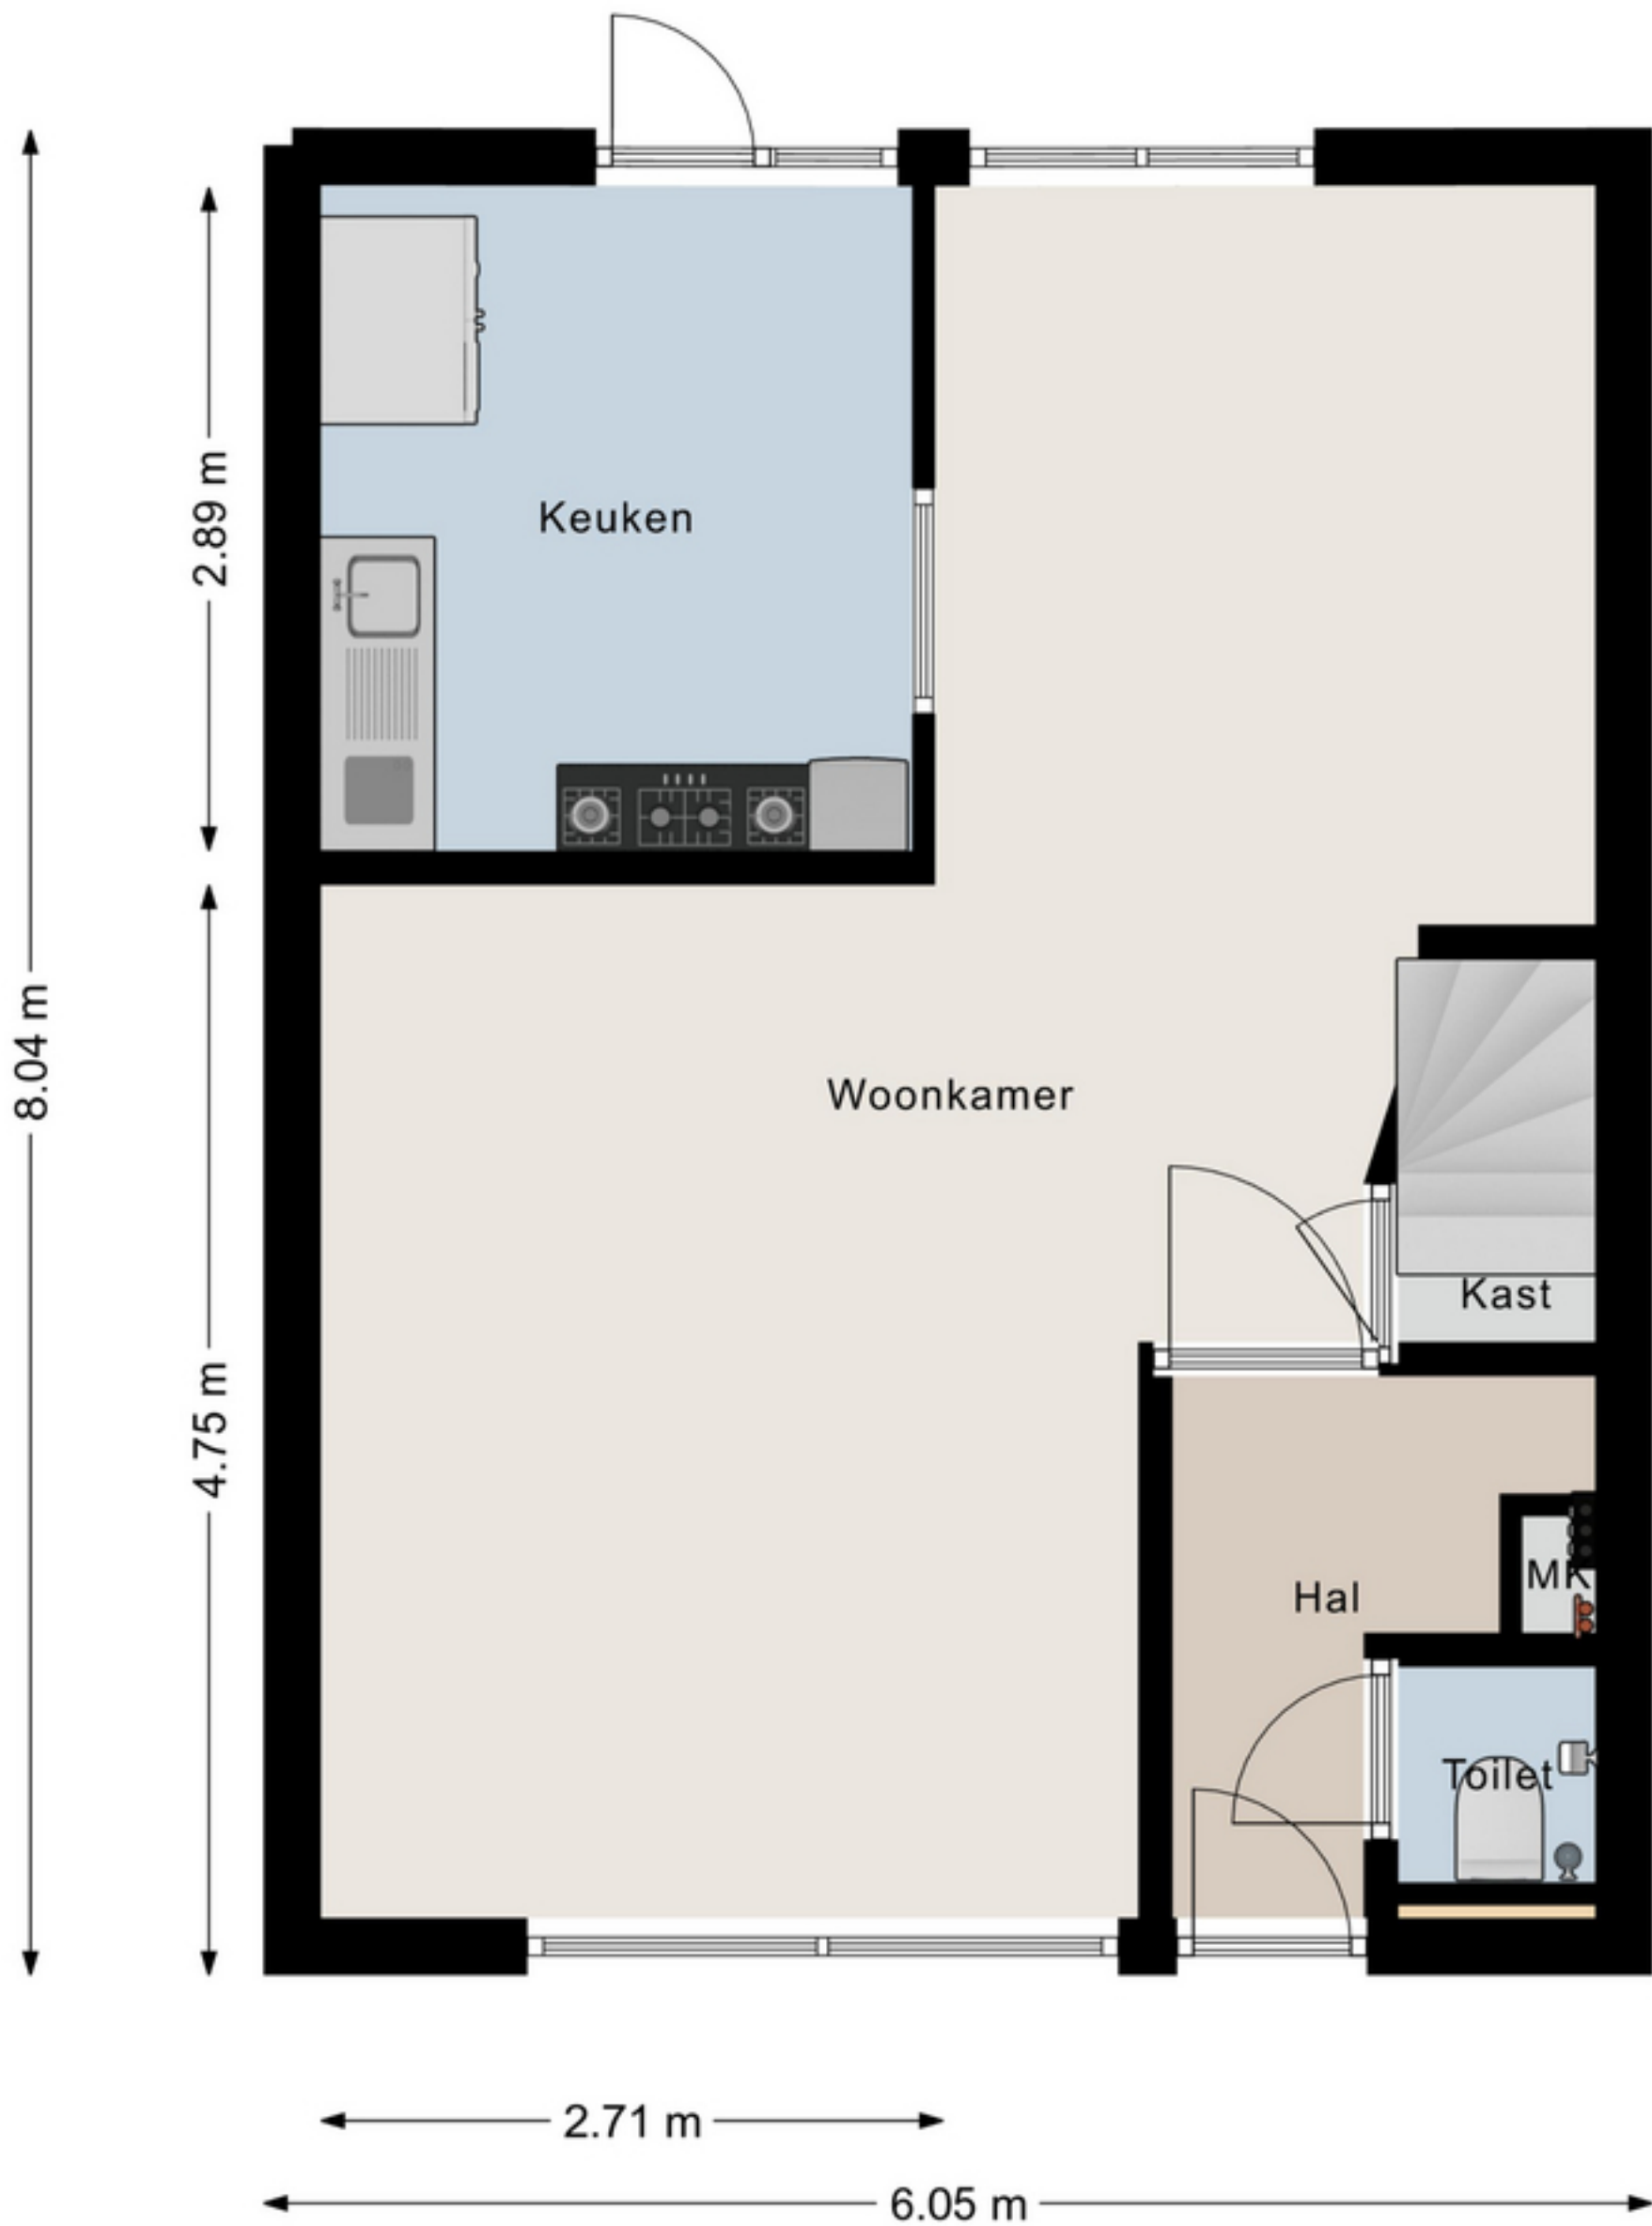 2.89 m
Keuken
8.04 m
Woonkamer
Kast
4.75 m
MK
Hal
Toilet
2.71 m
6.05 m